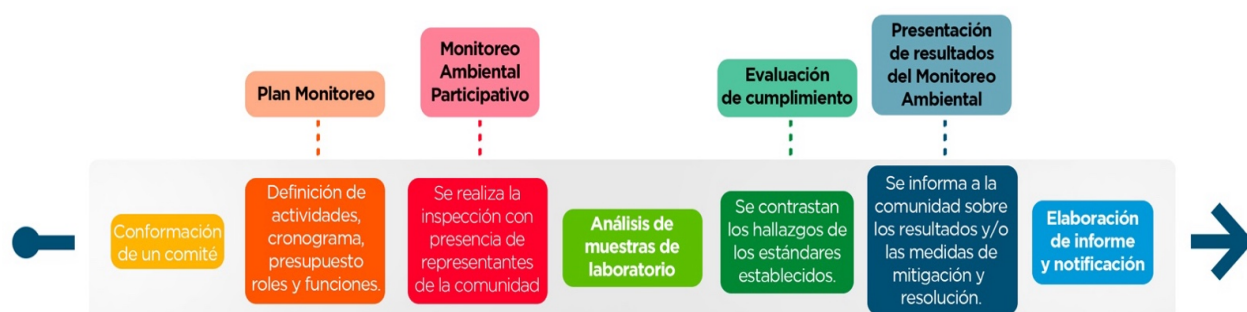 Conformación
de un comité
Plan Monitoreo
Definición de
actividades,
cronograma,
presupuesto
roles y funciones.
Monitoreo
Ambiental
Participativo
Se realiza la
inspección con
presencia de
representantes
de la comunidad
Análisis de
muestras de
laboratorio
Evaluación
de cumplimiento
Se contrastan
los hallazgos de
los estándares
establecidos.
Presentación
de resultados
del Monitoreo
Ambiental
Se informa a la
comunidad sobre
los resultados y/o
las medidas de
mitigación y
resolución.
Elaboración
de informe
y notificación